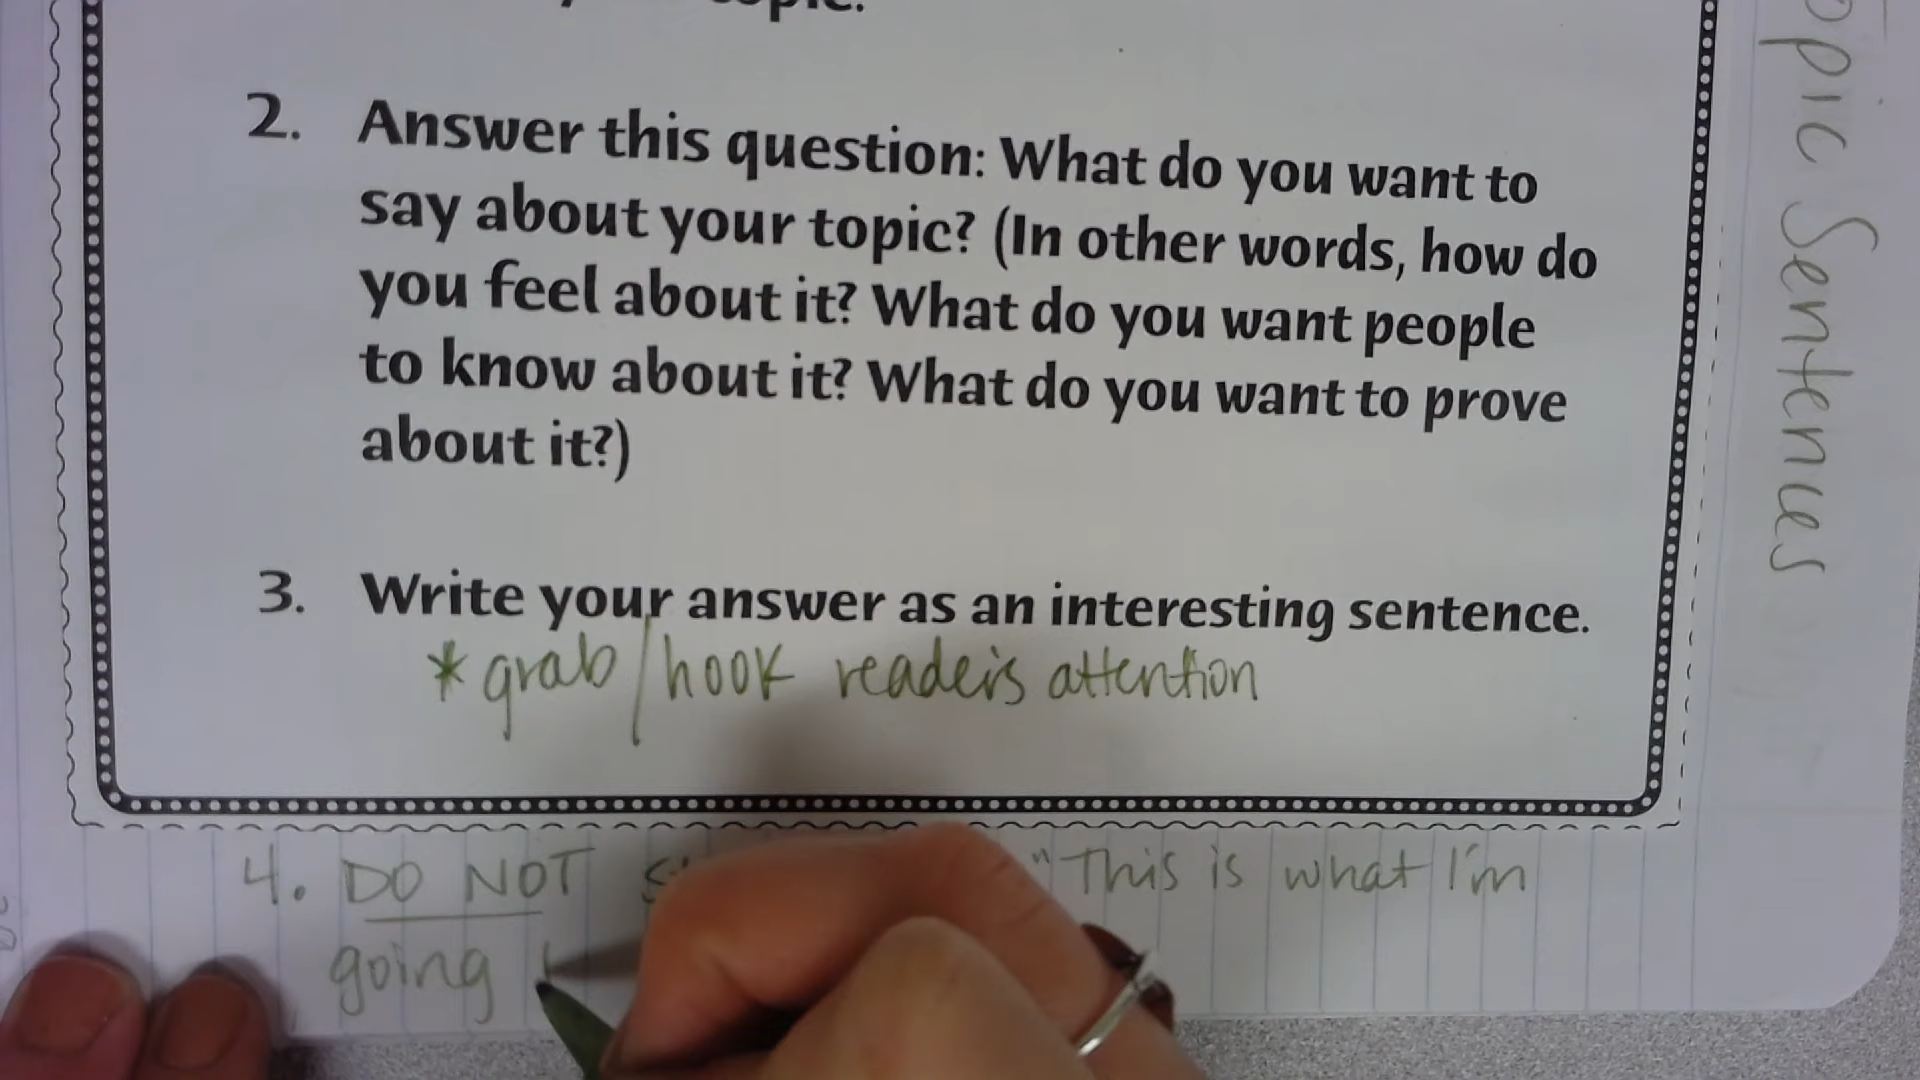 topic.
2. Answer this question: What do you want to
say about your topic? (In other words, how do
you feel about it? What do you want people
to know about it? What do you want to prove
about it?)
3. Write your answer as an interesting sentence.
*grab/hook reader's attention
4. DO NOT "This is what I'm
going
opic Sentences